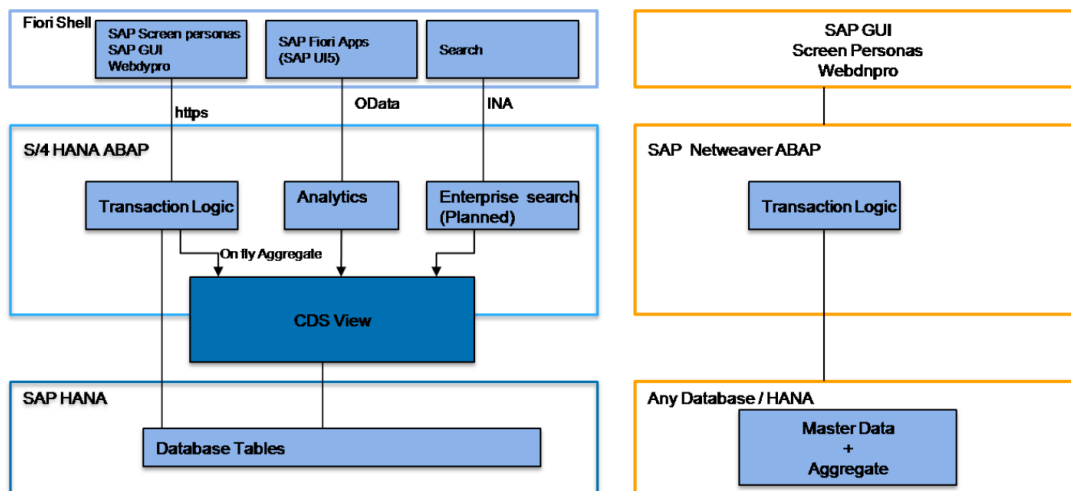 Fiori Shell
SAP Screen personas
SAP GUI
Webdypro
SAP Fiori Apps
(SAP UI5)
Search
https
OData
INA
S/4 HANA ABAP
Transaction Logic
Analytics
Enterprise search
(Planned)
On fly Aggregate
CDS View
SAP HANA
Database Tables
SAP GUI
Screen Personas
Webdnpro
SAP Netweaver ABAP
Transaction Logic
Any Database / HANA
Master Data
+
Aggregate